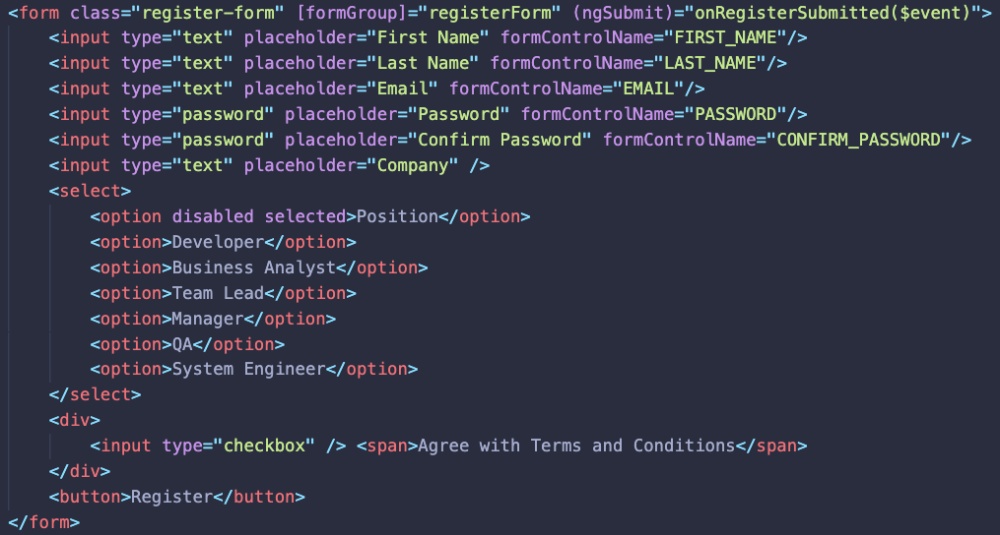 <form class="register-form" [formGroup]="registerForm" (ngSubmit)="onRegisterSubmitted($event)">
    <input type="text" placeholder="First Name" formControlName="FIRST_NAME"/>
    <input type="text" placeholder="Last Name" formControlName="LAST_NAME"/>
    <input type="text" placeholder="Email" formControlName="EMAIL"/>
    <input type="password" placeholder="Password" formControlName="PASSWORD"/>
    <input type="password" placeholder="Confirm Password" formControlName="CONFIRM_PASSWORD"/>
    <input type="text" placeholder="Company" />
    <select>
        <option disabled selected>Position</option>
        <option>Developer</option>
        <option>Business Analyst</option>
        <option>Team Lead</option>
        <option>Manager</option>
        <option>QA</option>
        <option>System Engineer</option>
    </select>
    <div>
        <input type="checkbox" /> <span>Agree with Terms and Conditions</span>
    </div>
    <button>Register</button>
</form>